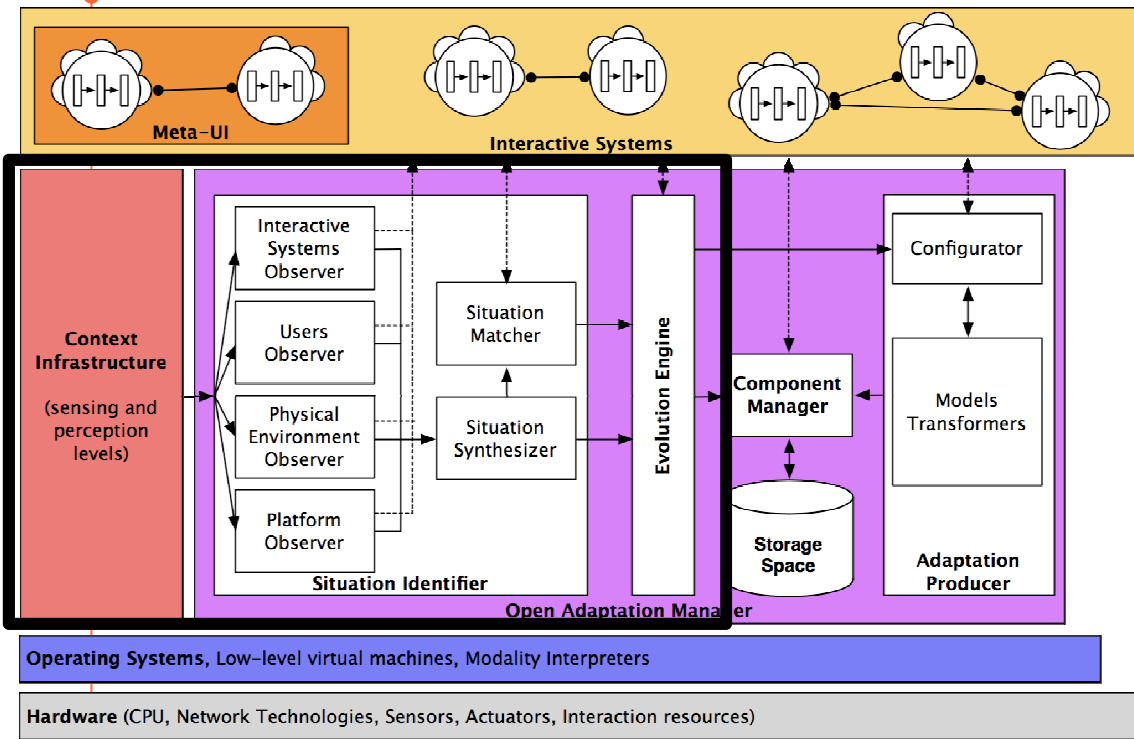 Meta-UI
Interactive Systems
Context
Infrastructure
(sensing and
perception
levels)
Interactive
Systems
Observer
Users
Observer
Physical
Environment
Observer
Platform
Observer
Situation
Matcher
Situation
Synthesizer
Situation Identifier
Evolution Engine
Component
Manager
Storage
Space
Configurator
Models
Transformers
Adaptation
Producer
Open Adaptation Manager
Operating Systems, Low-level virtual machines, Modality Interpreters
Hardware (CPU, Network Technologies, Sensors, Actuators, Interaction resources)